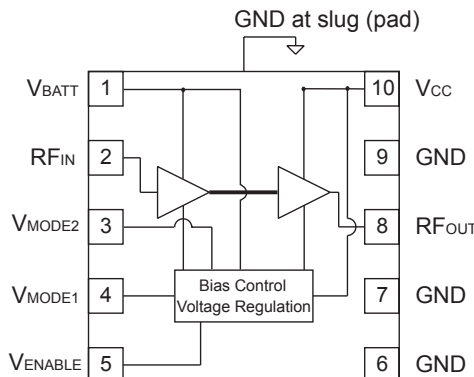 GND at slug (pad)
VBATT 1
10 VCC
RFIN 2
9 GND
VMODE2 3
8 RFOUT
Bias Control
Voltage Regulation
VMODE1 4
7 GND
VENABLE 5
6 GND